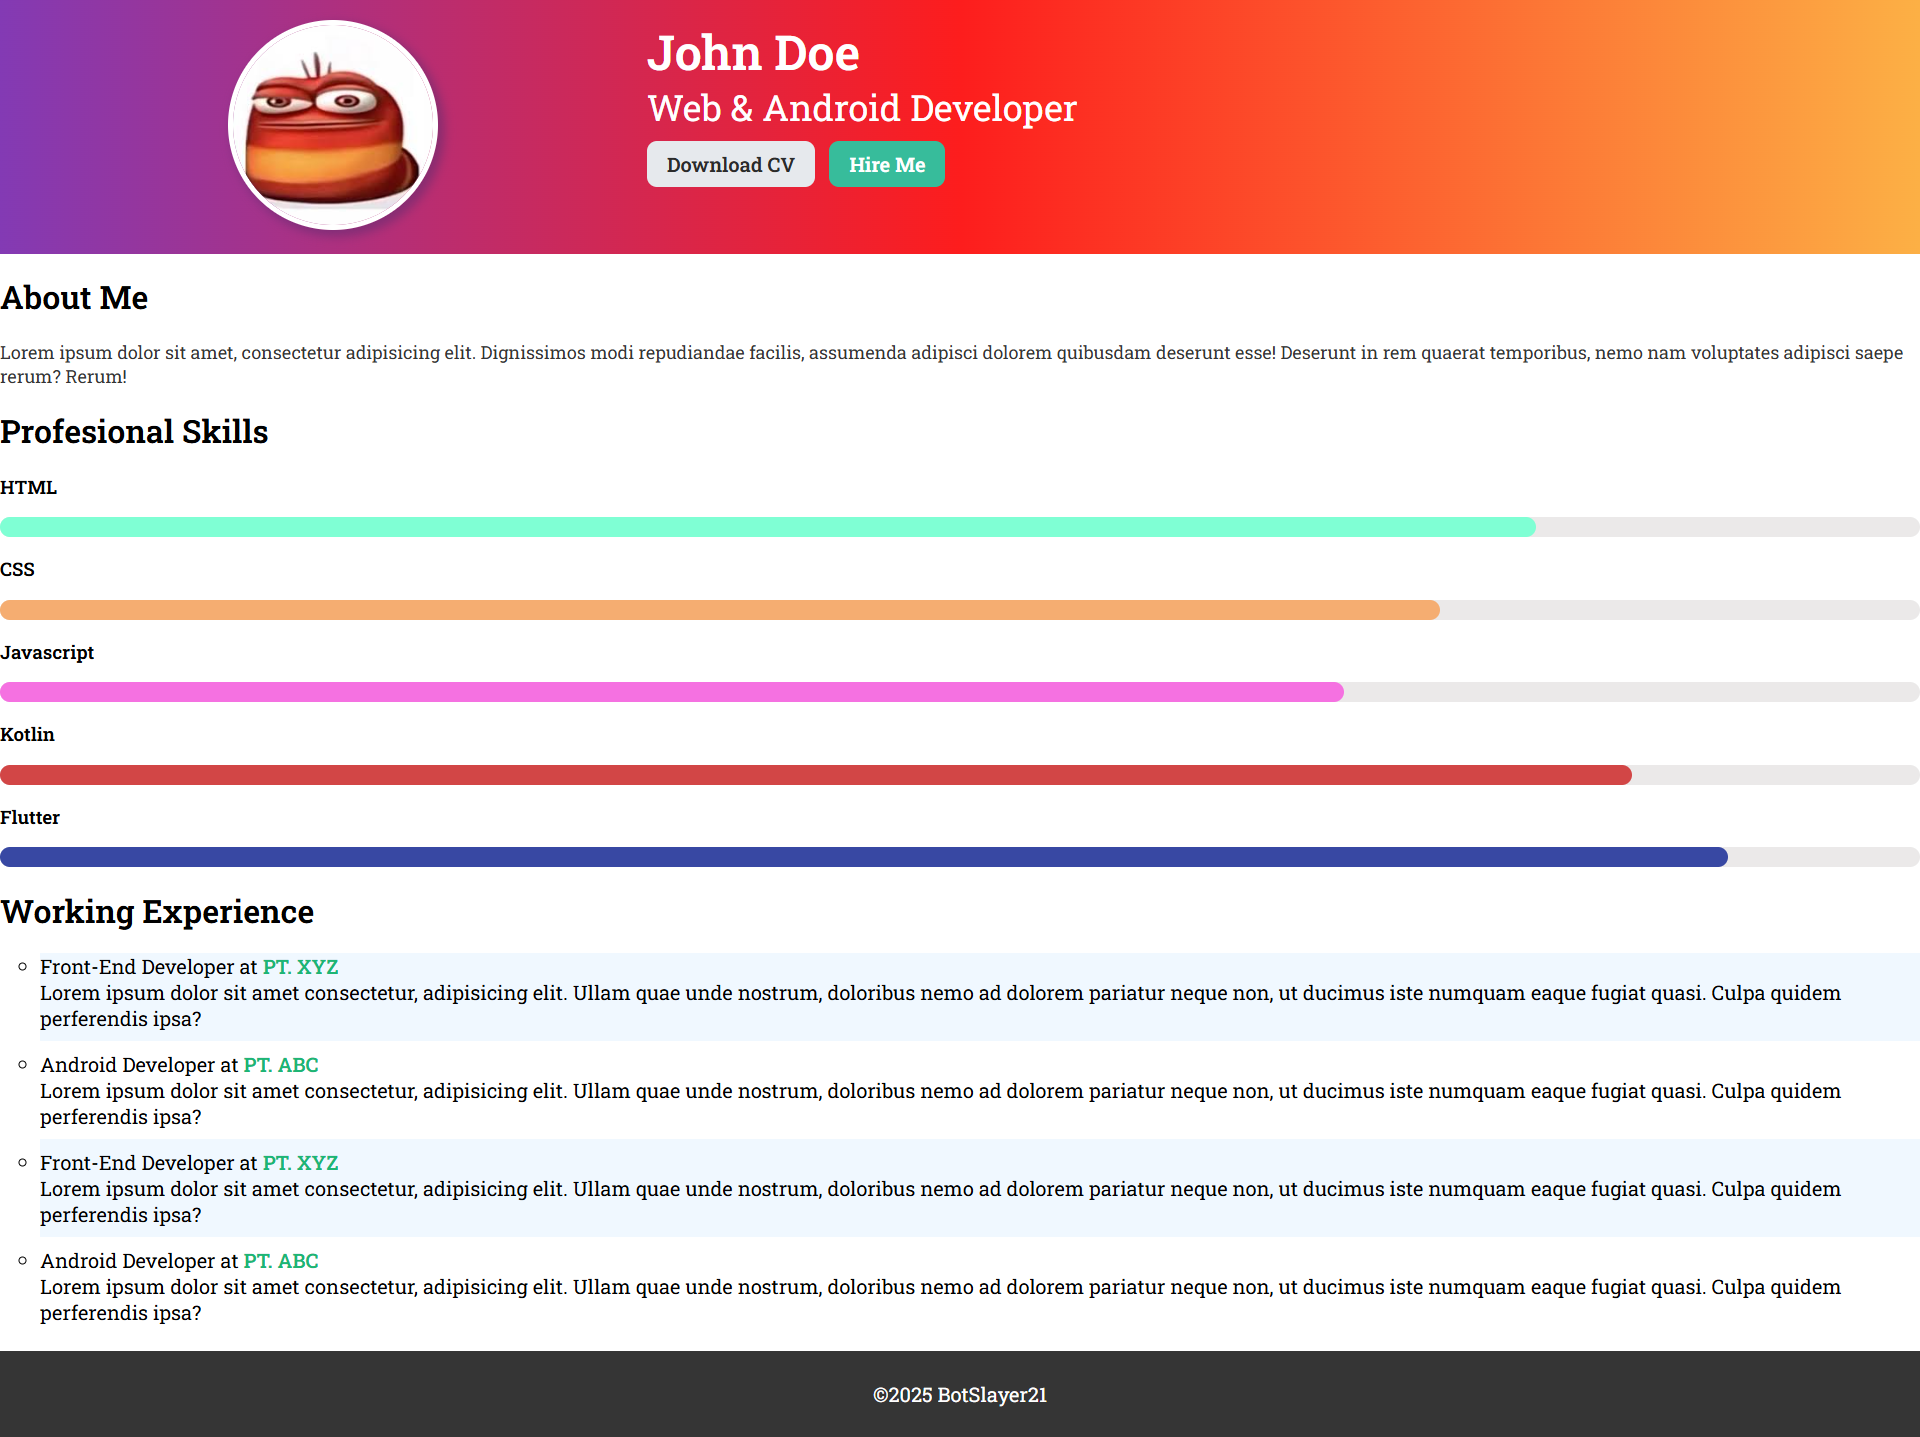 John Doe
Web & Android Developer
Download CV Hire Me
About Me
Lorem ipsum dolor sit amet, consectetur adipisicing elit. Dignissimos modi repudiandae facilis, assumenda adipisci dolorem quibusdam deserunt esse! Deserunt in rem quaerat temporibus, nemo nam voluptates adipisci saepe
rerum? Rerum!
Profesional Skills
HTML
CSS
Javascript
Kotlin
Flutter
Working Experience
Front-End Developer at PT. XYZ
Lorem ipsum dolor sit amet consectetur, adipisicing elit. Ullam quae unde nostrum, doloribus nemo ad dolorem pariatur neque non, ut ducimus iste numquam eaque fugiat quasi. Culpa quidem
perferendis ipsa?
Android Developer at PT. ABC
Lorem ipsum dolor sit amet consectetur, adipisicing elit. Ullam quae unde nostrum, doloribus nemo ad dolorem pariatur neque non, ut ducimus iste numquam eaque fugiat quasi. Culpa quidem
perferendis ipsa?
Front-End Developer at PT. XYZ
Lorem ipsum dolor sit amet consectetur, adipisicing elit. Ullam quae unde nostrum, doloribus nemo ad dolorem pariatur neque non, ut ducimus iste numquam eaque fugiat quasi. Culpa quidem
perferendis ipsa?
Android Developer at PT. ABC
Lorem ipsum dolor sit amet consectetur, adipisicing elit. Ullam quae unde nostrum, doloribus nemo ad dolorem pariatur neque non, ut ducimus iste numquam eaque fugiat quasi. Culpa quidem
perferendis ipsa?
©2025 BotSlayer21